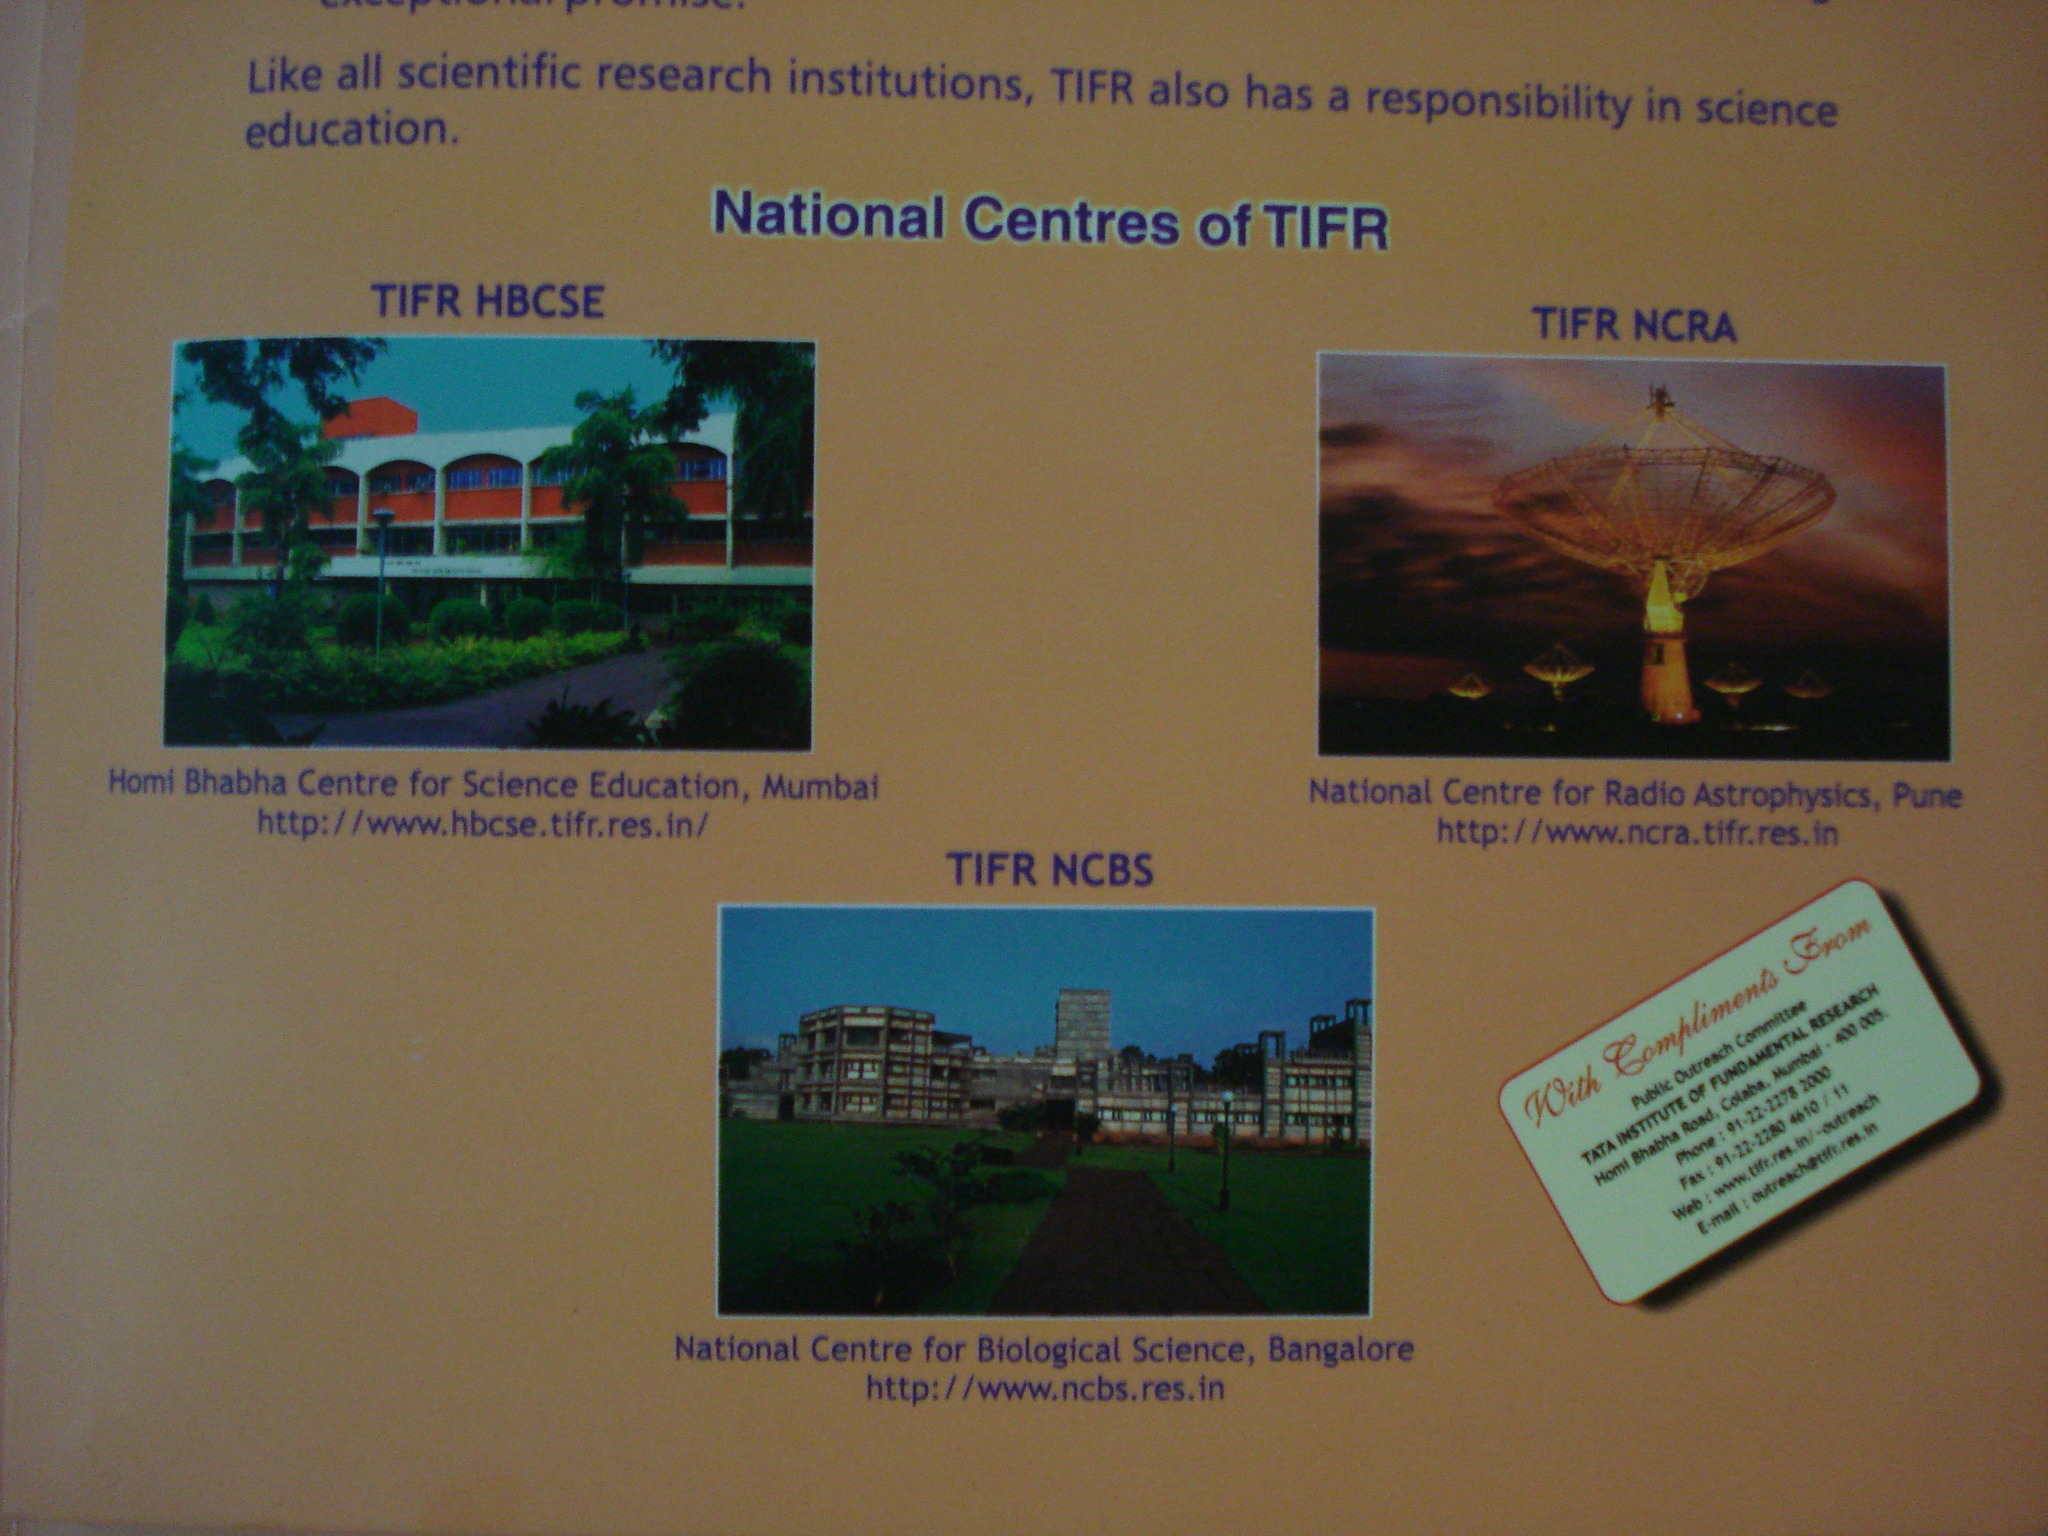 exceptional promise.
Like all scientific research institutions, TIFR also has a responsibility in science
education.
National Centres of TIFR
TIFR HBCSE
Homi Bhabha Centre for Science Education, Mumbai
http://www.hbcse.tifr.res.in/
TIFR NCRA
National Centre for Radio Astrophysics, Pune
http://www.ncra.tifr.res.in
TIFR NCBS
National Centre for Biological Science, Bangalore
http://www.ncbs.res.in
With Compliments From
Public Outreach Committee
TATA INSTITUTE OF FUNDAMENTAL RESEARCH
Homi Bhabha Road, Colaba, Mumbai - 400 005.
Phone : 91-22-2278 2000
Fax : 91-22-2280 4610 / 11
Web : www.tifr.res.in/~outreach
E-mail : outreach@tifr.res.in